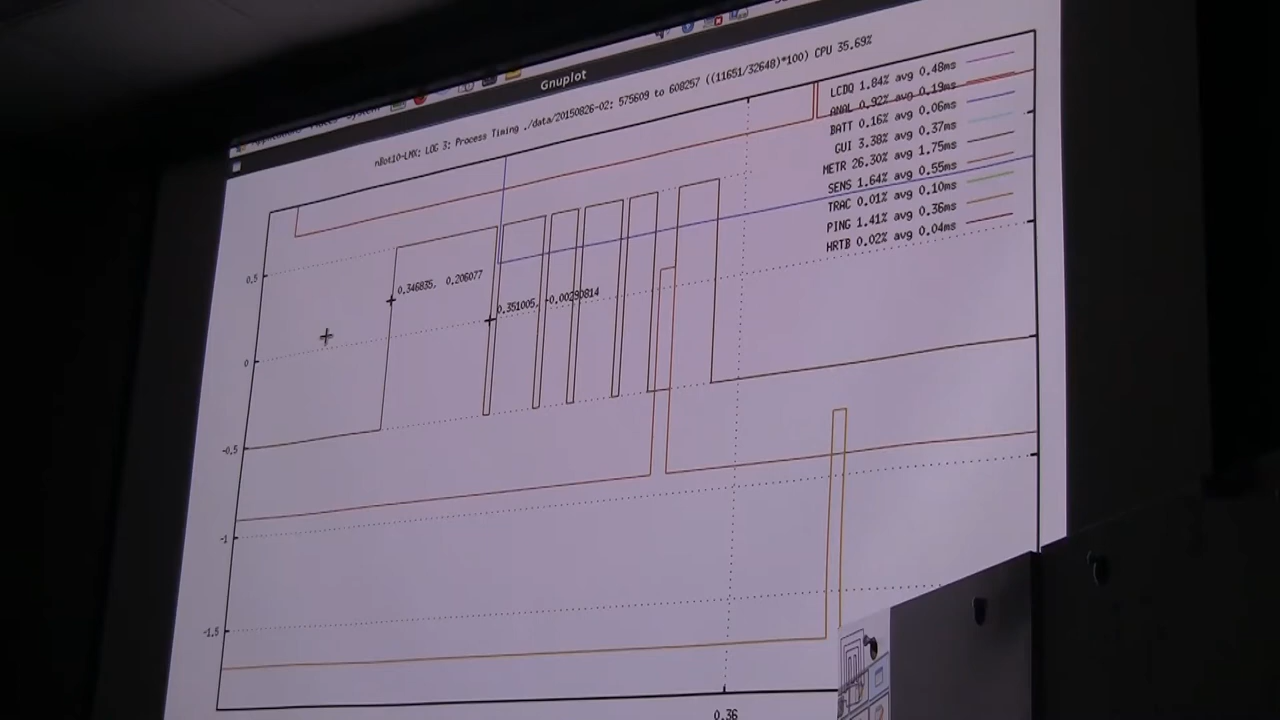 Gnuplot
nBot10-LMX: LOG 3: Process Timing ./data/20150826-02: 575609 to 608257 ((11651/32648)*100) CPU 35.69%
LCDQ 1.84% avg 0.48ms
ANAL 0.92% avg 0.19ms
BATT 0.16% avg 0.06ms
GUI 3.38% avg 0.37ms
METR 26.30% avg 1.75ms
SENS 1.64% avg 0.55ms
TRAC 0.01% avg 0.10ms
PING 1.41% avg 0.36ms
HRTB 0.02% avg 0.04ms
0.5
0.346835, 0.206077
0.351005, -0.00290814
0
-0.5
-1
-1.5
0.36